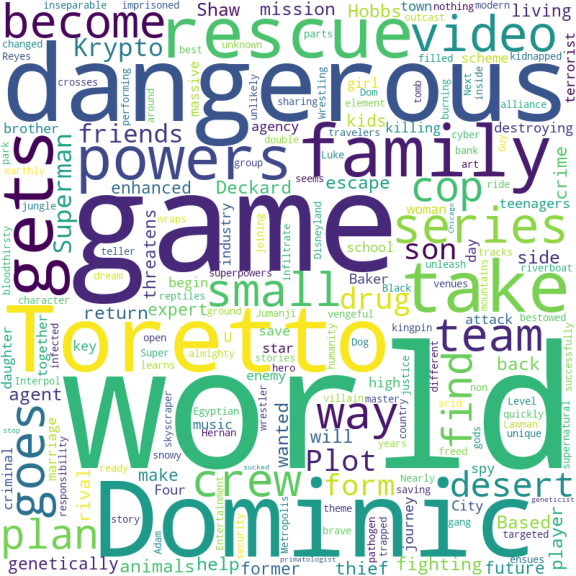 inseparable
imprisoned
nothing
modern
become
rescue
video
Shaw
mission
Hobbs
living
town
outcast
changed
Reyes
Krypto
best
unknown
parts
kidnapped
filled
scheme
terrorist
dangerous
crosses
performing
around
massive
unlikely
wrestling
sharing
girl
Dom
element
tomb
inside
Next
burning
alliance
brother
friends
agency
double
kids
killing
destroying
park
earthly
powers
family
group
travelers
Luke
cyber
bank
art
Guy
crime
gets
Superman
enhanced
Deckard
seems
escape
cop
ride
teenagers
jungle
bloodthirsty
game
wraps
teller
dream
threatens
industry
joining
infiltrate
Disneyland
woman
school
series
Chicago
son
day
tracks
unleash
side
riverboat
character
superpowers
small
take
expert
begin
reptiles
ground
Baker
drug
Black
vengeful
mountains
venues
bestowed
return
daughter
together
infected
Toretto
key
open
Super
learns
U
almighty
star
hero
save
stories
Jumanji
humanity
Dog
kingpin
team
attack
find
successfully
Interpol
agent
enemy
villain
master
justice
different
back
Level
quickly
unique
gods
Lawman
goes
criminal
responsibility
marriage
rival
world
skyscraper
snowy
Egyptian
music
Hernan
wrestler
wanted
will
way
country
years
high
non
arid
freed
spy
supernatural
stop
ready
make
Four
crew
Plot
form
Nearly
saving
desert
plan
story
Adam
Entertainment
security
City
Metropolis
theme
brave
journey
trapped
pathogen
gang
Based
targeted
player
genetically
animals
help
Dominic
former
sucked
primatologist
thief
fighting
ensues
geneticist
future